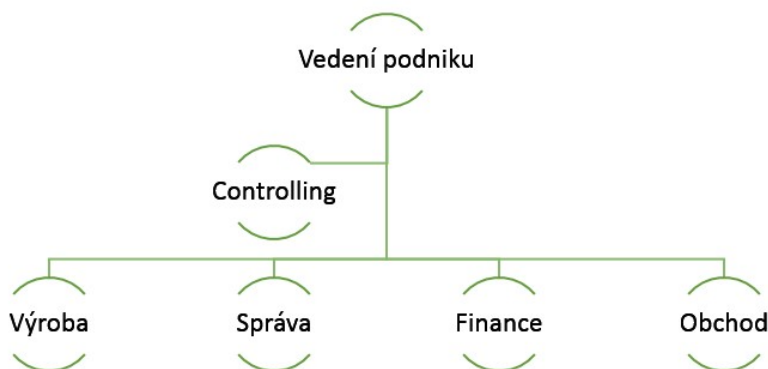 Vedení podniku
Controlling
Výroba
Správa
Finance
Obchod